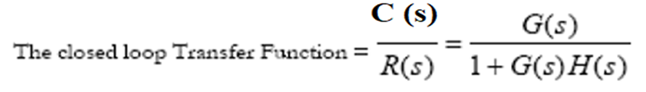 The closed loop Transfer Function = C (s) / R(s) = G(s) / 1 + G(s)H(s)